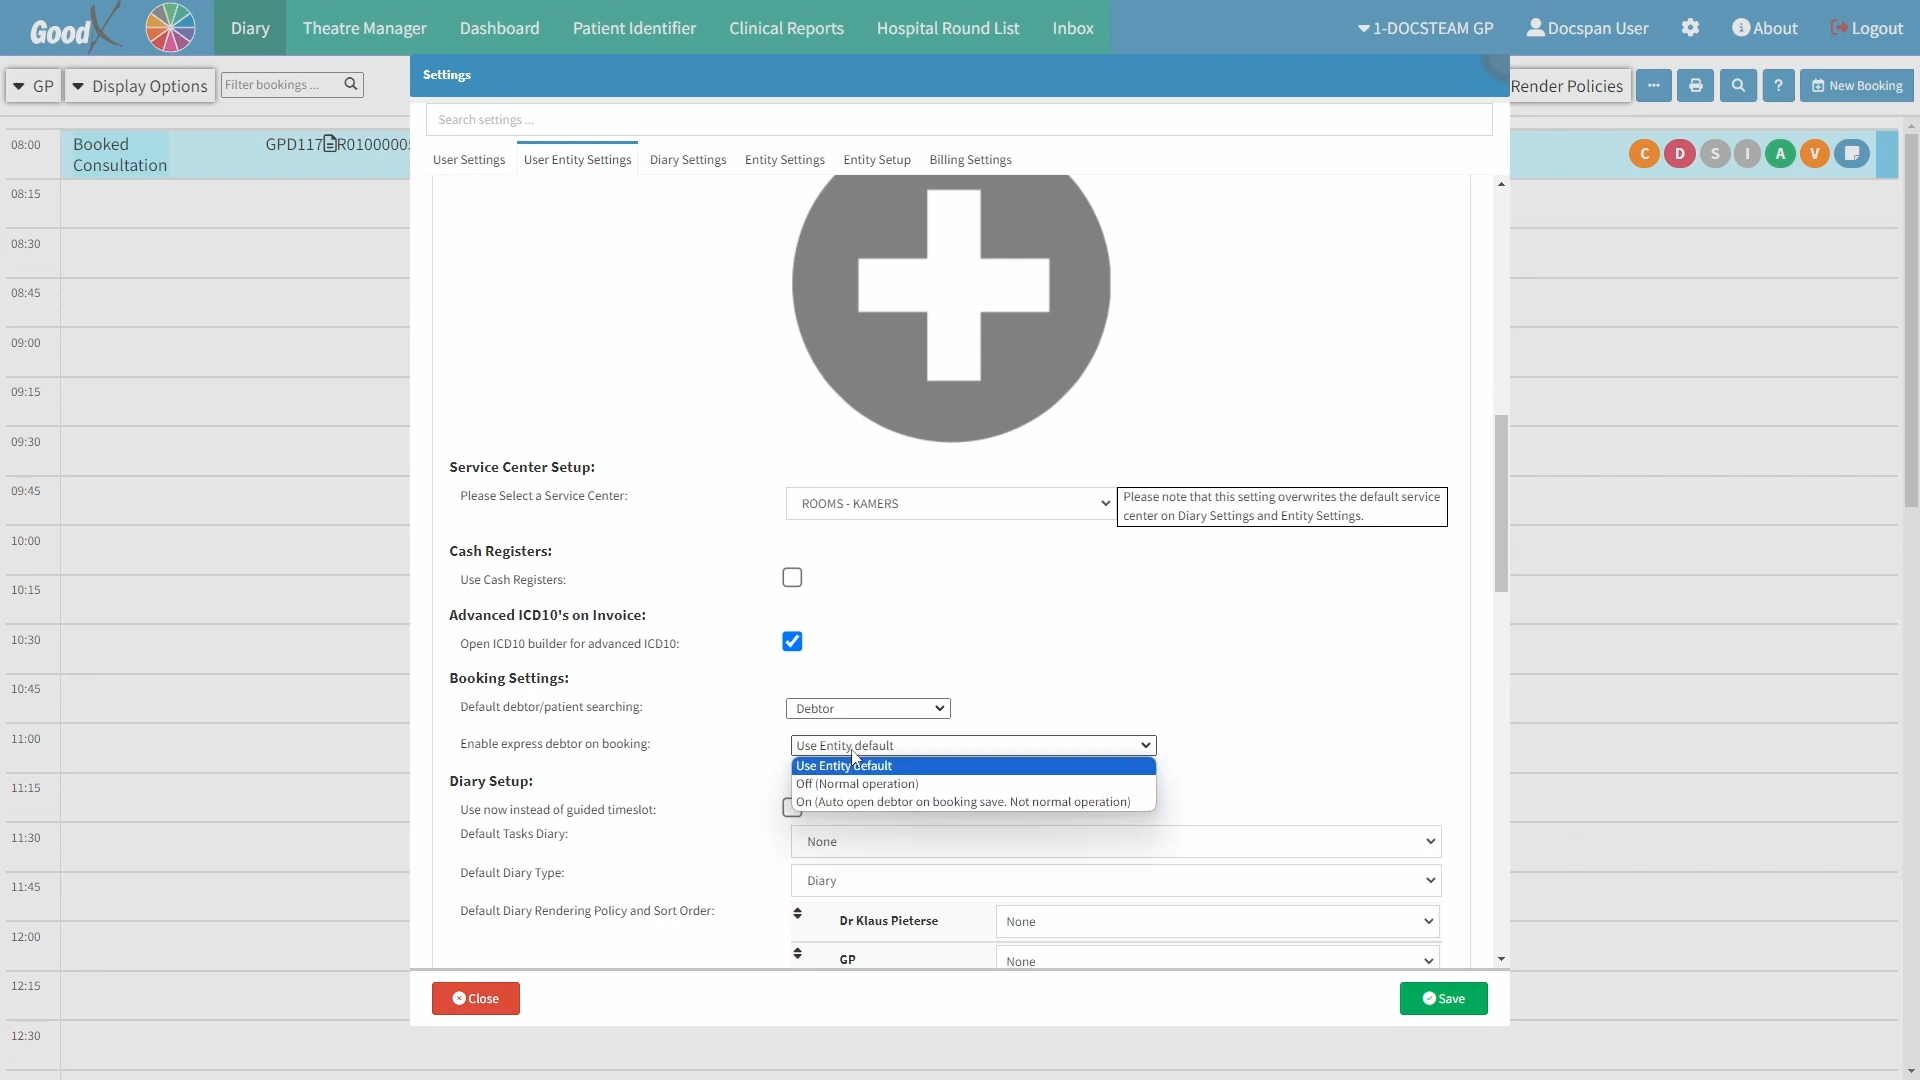 GoodX
Diary
Theatre Manager
Dashboard
Patient Identifier
Clinical Reports
Hospital Round List
Inbox
1-DOCSTEAM GP
Docspan User
About
Logout
GP
Display Options
Filter bookings ...
Settings
Render Policies
...
?
New Booking
Search settings ...
User Settings
User Entity Settings
Diary Settings
Entity Settings
Entity Setup
Billing Settings
08:00
Booked
Consultation
GPD117
R0100000
C
D
S
I
A
V
08:15
08:30
08:45
09:00
09:15
09:30
09:45
10:00
10:15
10:30
10:45
11:00
11:15
11:30
11:45
12:00
12:15
12:30
Service Center Setup:
Please Select a Service Center:
ROOMS - KAMERS
Please note that this setting overwrites the default service
center on Diary Settings and Entity Settings.
Cash Registers:
Use Cash Registers:
Advanced ICD10's on Invoice:
Open ICD10 builder for advanced ICD10:
Booking Settings:
Default debtor/patient searching:
Debtor
Enable express debtor on booking:
Use Entity default
Use Entity default
Off (Normal operation)
On (Auto open debtor on booking save. Not normal operation)
Diary Setup:
Use now instead of guided timeslot:
Default Tasks Diary:
None
Default Diary Type:
Diary
Default Diary Rendering Policy and Sort Order:
Dr Klaus Pieterse
None
GP
None
Close
Save